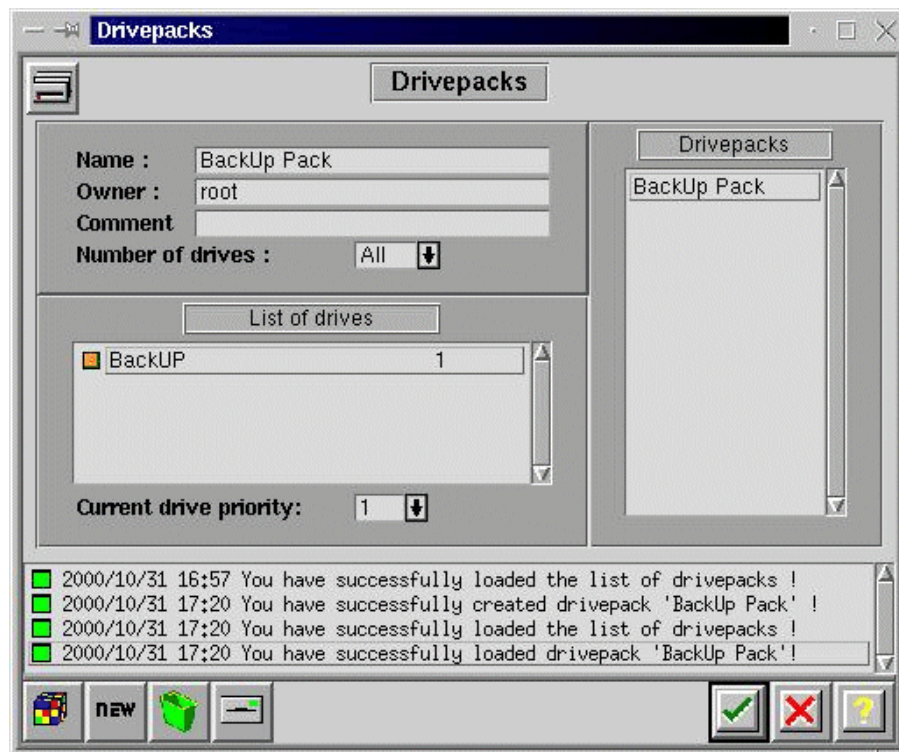 Drivepacks
Drivepacks
Name : BackUp Pack
Owner : root
Comment
Number of drives : All
List of drives
BackUP 1
Current drive priority: 1
Drivepacks
BackUp Pack
2000/10/31 16:57 You have successfully loaded the list of drivepacks !
2000/10/31 17:20 You have successfully created drivepack 'BackUp Pack' !
2000/10/31 17:20 You have successfully loaded the list of drivepacks !
2000/10/31 17:20 You have successfully loaded drivepack 'BackUp Pack'!
NEW
?